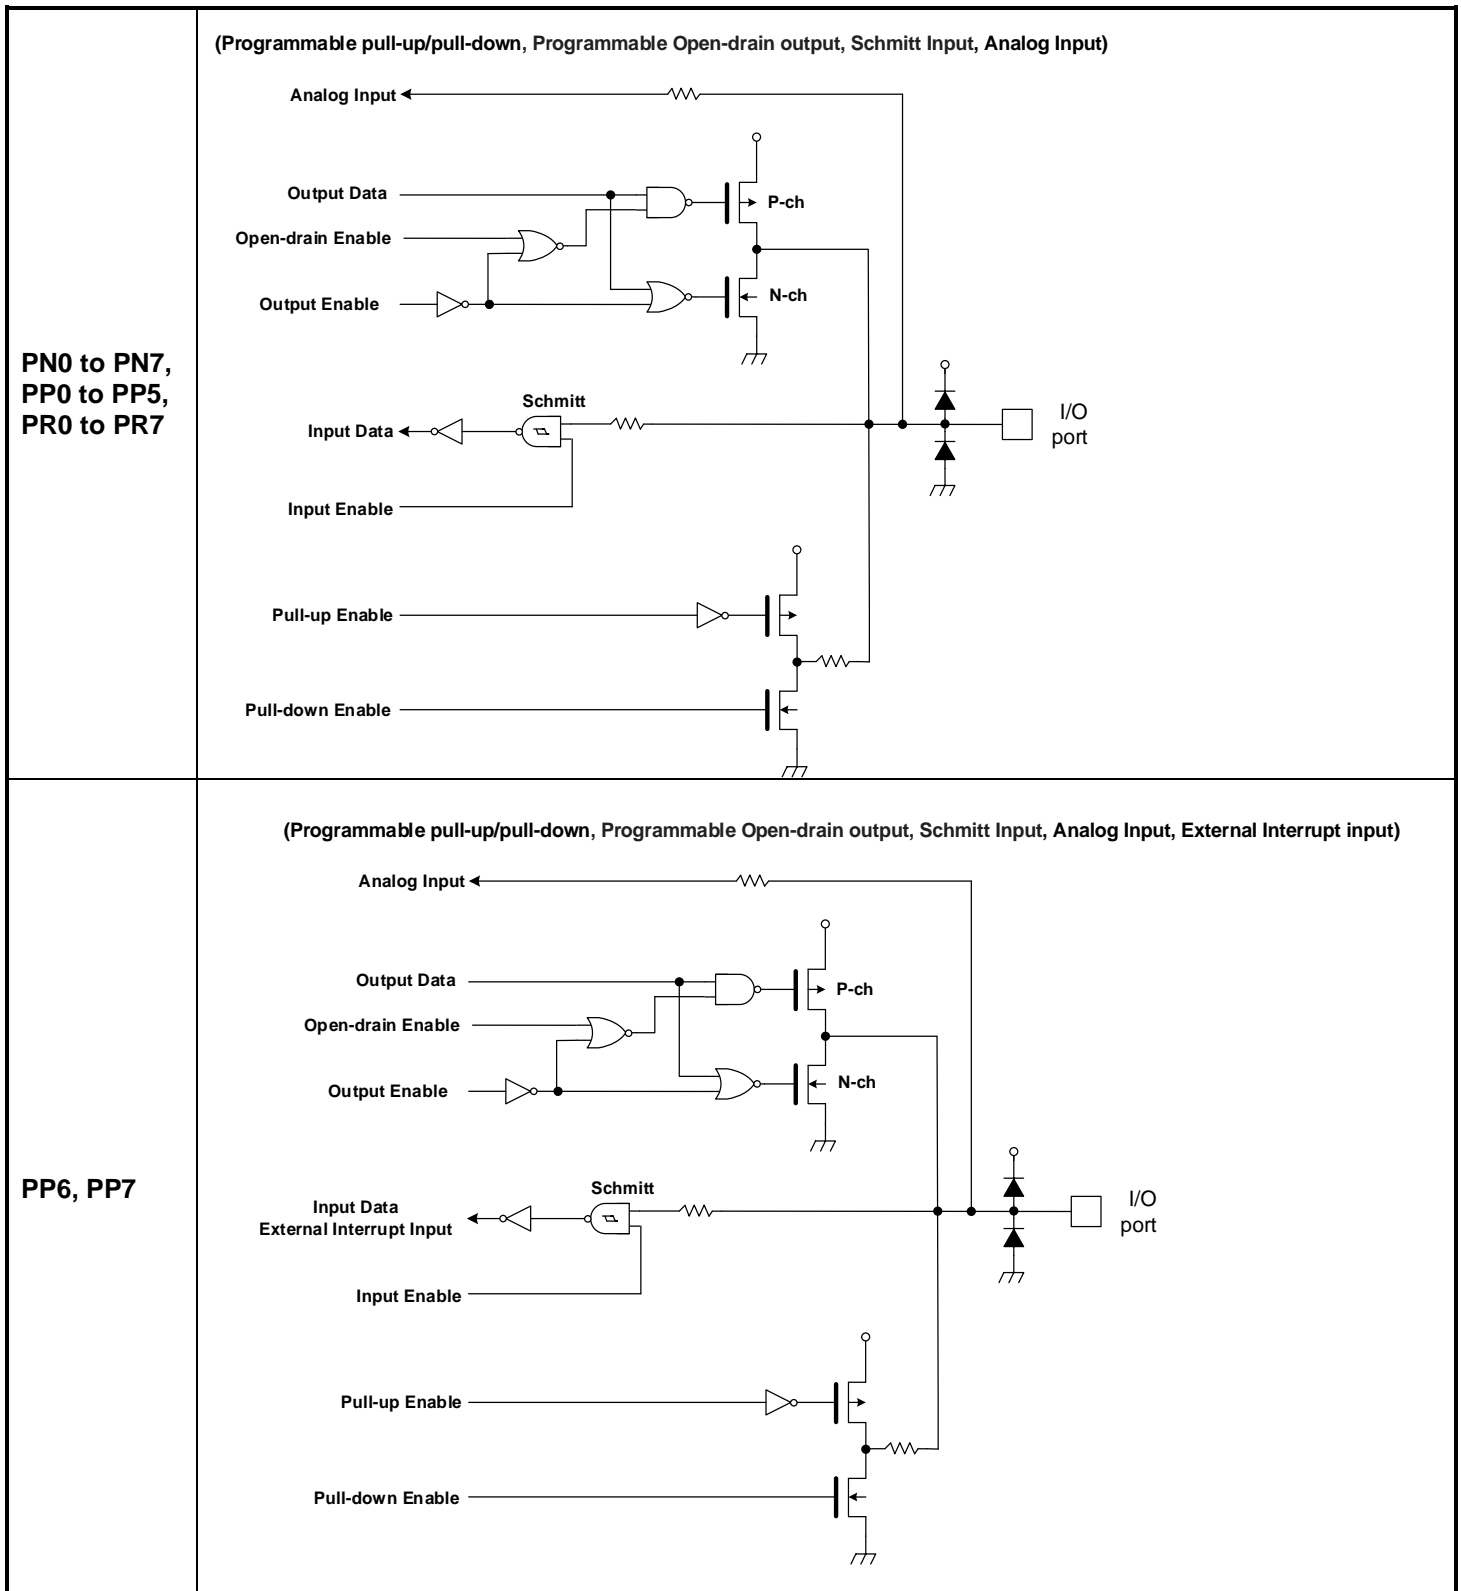 (Programmable pull-up/pull-down, Programmable Open-drain output, Schmitt Input, Analog Input)
Analog Input
Output Data
P-ch
Open-drain Enable
Output Enable
N-ch
PN0 to PN7,
PP0 to PP5,
PR0 to PR7
Schmitt
Input Data
I/O
port
Input Enable
Pull-up Enable
Pull-down Enable
(Programmable pull-up/pull-down, Programmable Open-drain output, Schmitt Input, Analog Input, External Interrupt input)
Analog Input
Output Data
P-ch
Open-drain Enable
Output Enable
N-ch
PP6, PP7
Schmitt
Input Data
External Interrupt Input
I/O
port
Input Enable
Pull-up Enable
Pull-down Enable